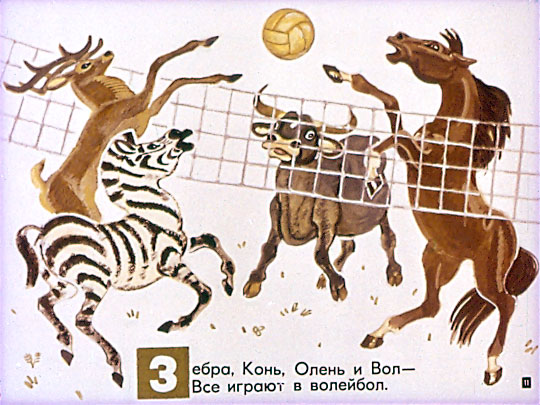 Зебра, Конь, Олень и Вол—
Все играют в волейбол.
11